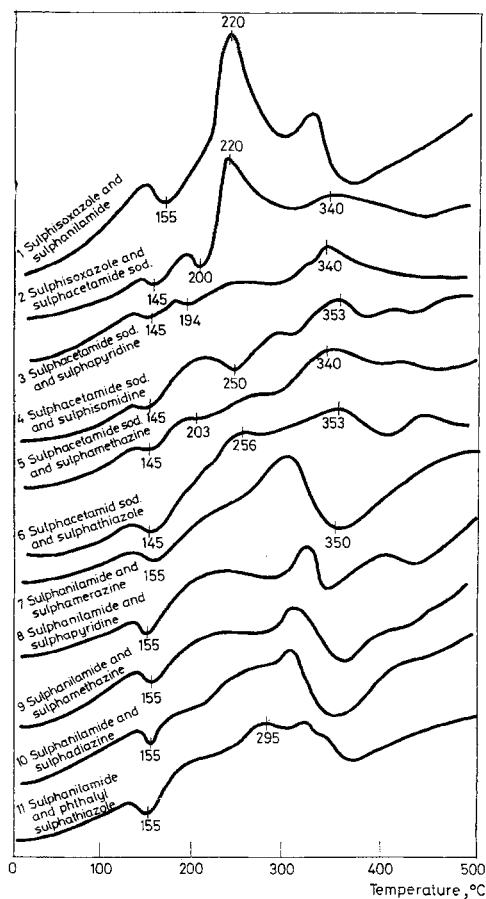 220
155
220
1 Sulphisoxazole and
sulphanilamide
340
2 Sulphisoxazole and
sulphacetamide sod.
145
200
340
145
194
3 Sulphacetamide sod.
and sulphapyridine
353
4 Sulphacetamide sod.
and sulphisomidine
145
250
340
5 Sulphacetamide sod.
and sulphamethazine
145
203
256
353
6 Sulphacetamid sod.
and sulphathiazole
145
350
7 Sulphanilamide and
sulphamerazine
155
8 Sulphanilamide and
sulphapyridine
155
9 Sulphanilamide and
sulphamethazine
155
10 Sulphanilamide and
sulphadiazine
155
295
11 Sulphanilamide
and phthalyl
sulphathiazole
155
0 100 200 300 400 500
Temperature, °C